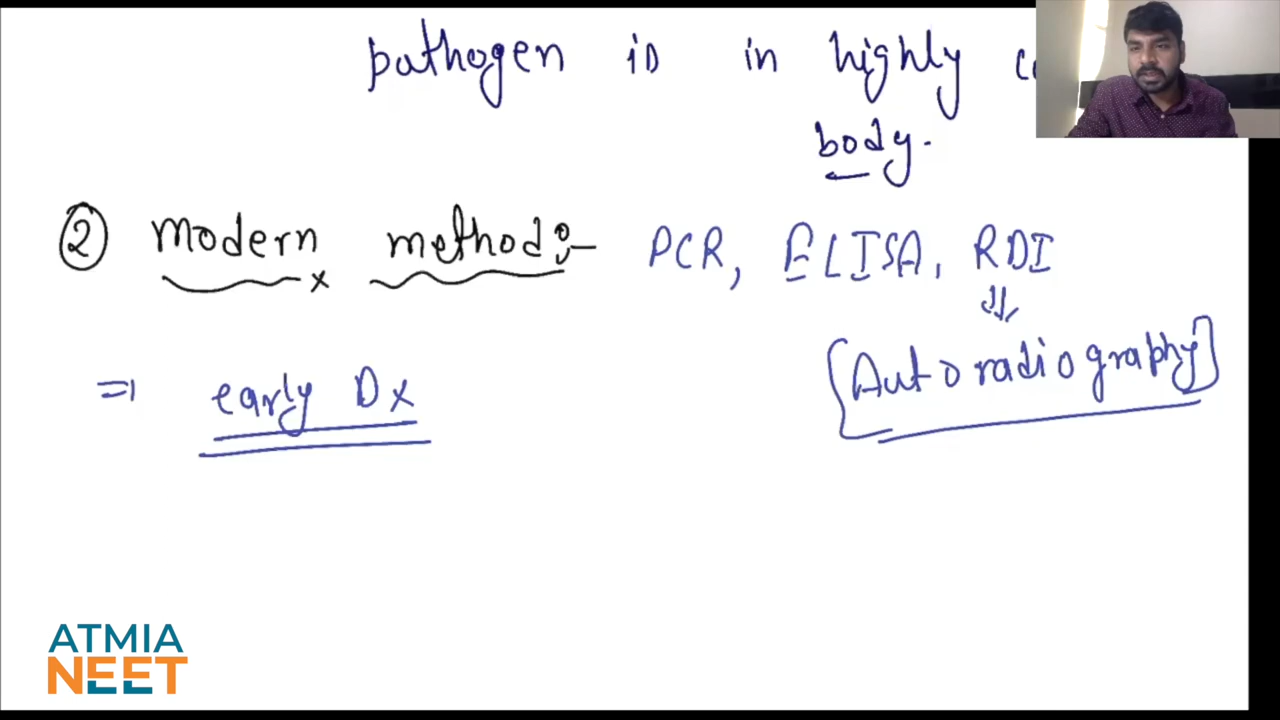 pathogen is in highly
body.
② modern method:- PCR, ELISA, RDI
{Autoradiography}
⇒ early Dx
ATMIA
NEET